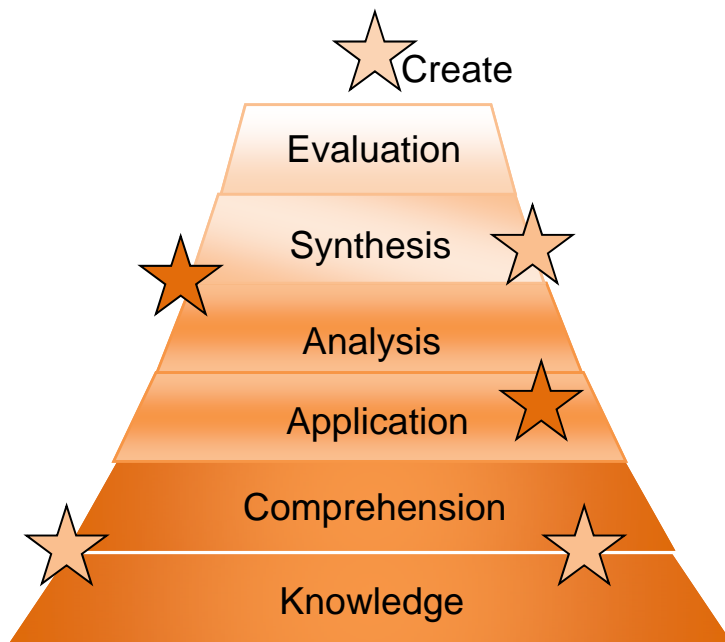 Create
Evaluation
Synthesis
Analysis
Application
Comprehension
Knowledge